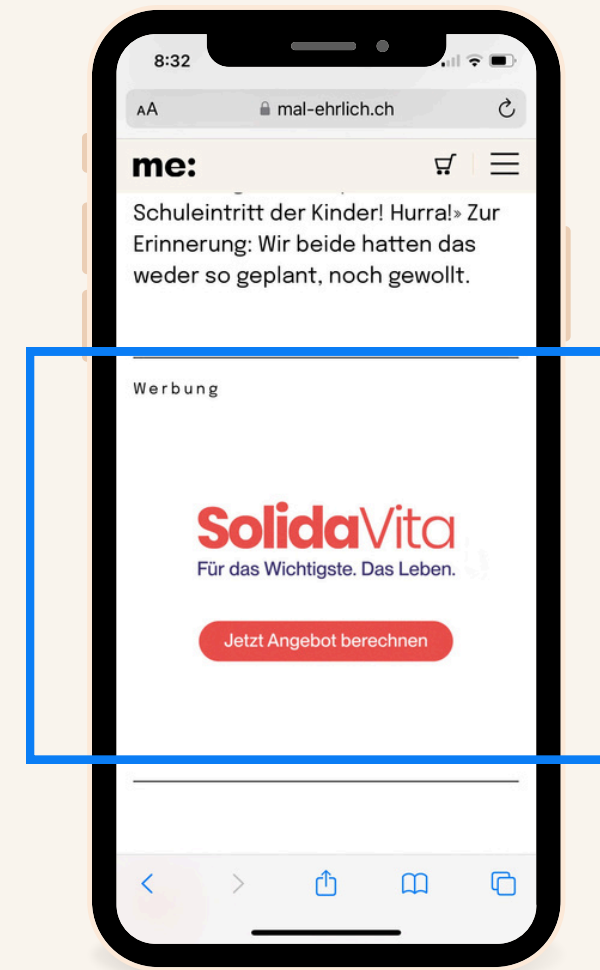 8:32
AA mal-ehrlich.ch
me:
Schuleintritt der Kinder! Hurra!» Zur
Erinnerung: Wir beide hatten das
weder so geplant, noch gewollt.
Werbung
SolidaVita
Für das Wichtigste. Das Leben.
Jetzt Angebot berechnen